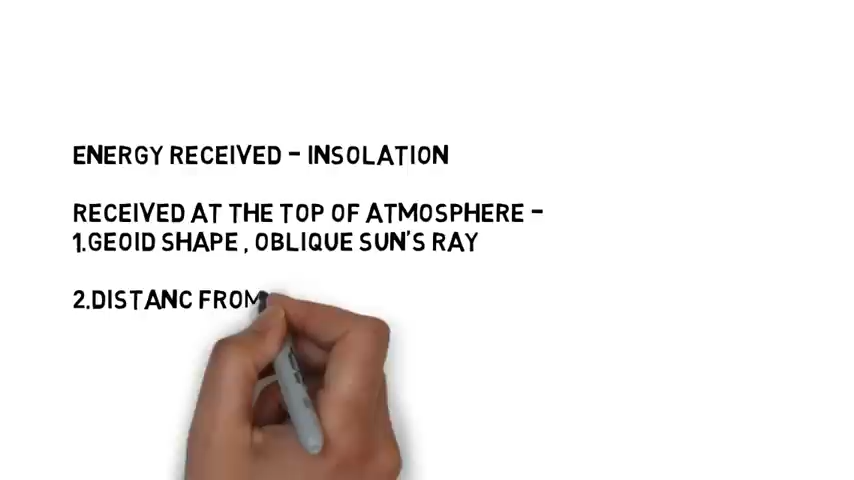 ENERGY RECEIVED – INSOLATION
RECEIVED AT THE TOP OF ATMOSPHERE –
1.GEOID SHAPE , OBLIQUE SUN'S RAY
2.DISTANC FROM